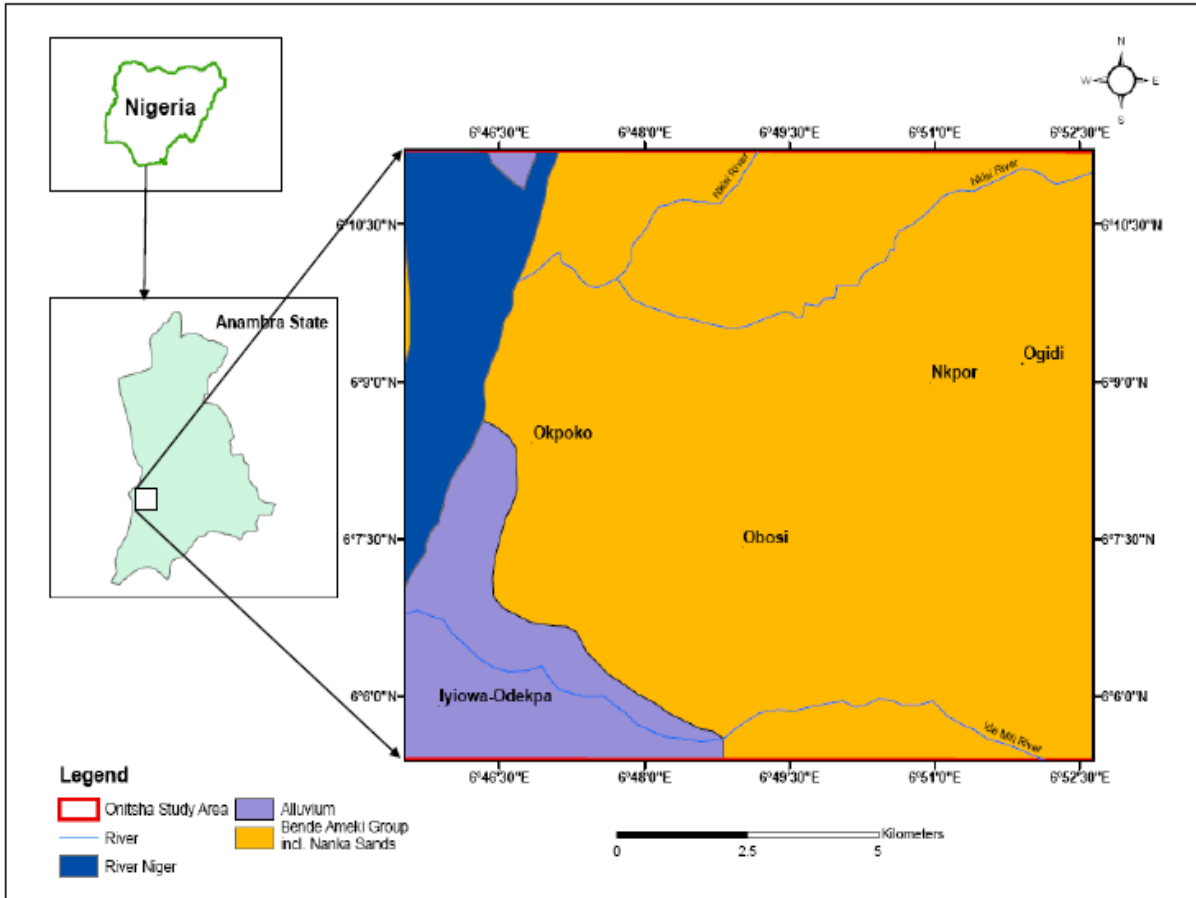 Nigeria
Anambra State
N
W E
S
6°46'30"E 6°48'0"E 6°49'30"E 6°51'0"E 6°52'30"E
6°10'30"N 6°10'30"N
6°9'0"N 6°9'0"N
6°7'30"N 6°7'30"N
6°6'0"N 6°6'0"N
Nkisi River
Nkisi River
Ogidi
Nkpor
Okpoko
Obosi
Iyiowa-Odekpa
Ide Mili River
6°46'30"E 6°48'0"E 6°49'30"E 6°51'0"E 6°52'30"E
Legend
Onitsha Study Area
River
River Niger
Alluvium
Bende Ameki Group
incl. Nanka Sands
Kilometers
0 2.5 5